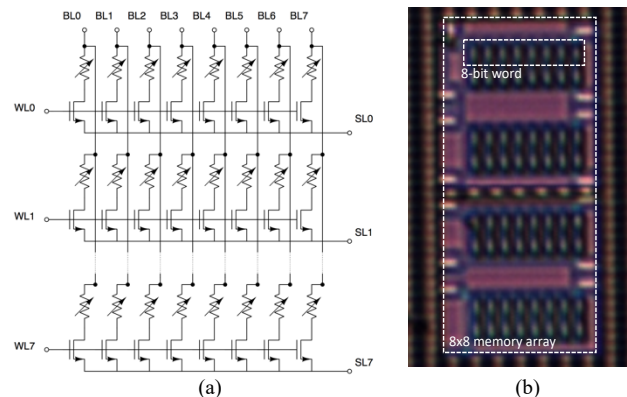 BL0 BL1 BL2 BL3 BL4 BL5 BL6 BL7
WL0
SL0
WL1
SL1
WL7
SL7
(a)
8-bit word
8x8 memory array
(b)